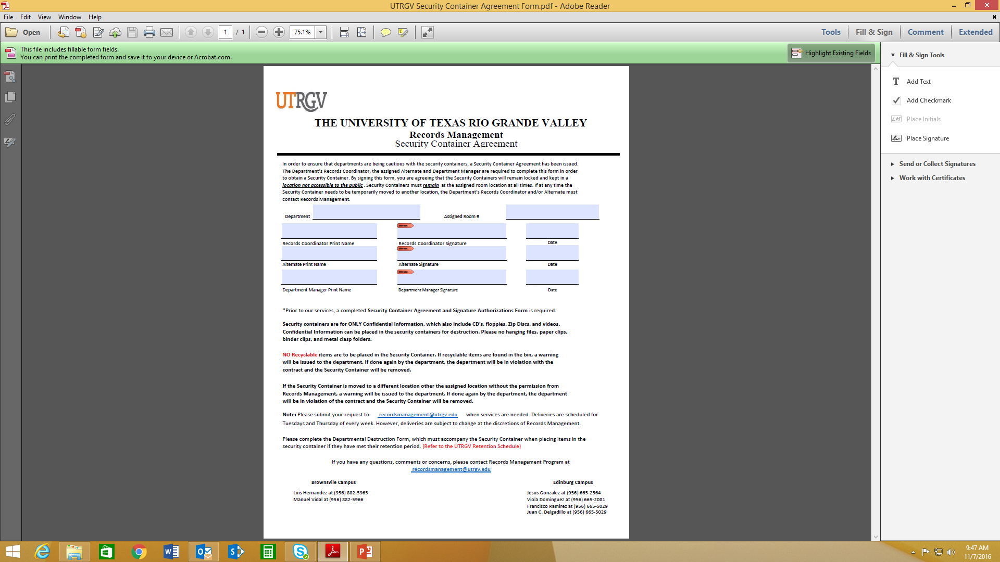 UTRGV Security Container Agreement Form.pdf - Adobe Reader
File Edit View Window Help
Open 1 / 1 75.1% Tools Fill & Sign Comment Extended
This file includes fillable form fields.
You can print the completed form and save it to your device or Acrobat.com.
Highlight Existing Fields
Fill & Sign Tools
Add Text
Add Checkmark
Place Initials
Place Signature
Send or Collect Signatures
Work with Certificates
UTRGV
THE UNIVERSITY OF TEXAS RIO GRANDE VALLEY
Records Management
Security Container Agreement
In order to ensure that departments are being cautious with the security containers, a Security Container Agreement has been issued.
The Department's Records Coordinator, the assigned Alternate and Department Manager are required to complete this form in order
to obtain a Security Container. By signing this form, you are agreeing that the Security Containers will remain locked and kept in a
location not accessible to the public . Security Containers must remain at the assigned room location at all times. If at any time the
Security Container needs to be temporarily moved to another location, the Department's Records Coordinator and/or Alternate must
contact Records Management.
Department Assigned Room #
Records Coordinator Print Name Records Coordinator Signature Date
Alternate Print Name Alternate Signature Date
Department Manager Print Name Department Manager Signature Date
*Prior to our services, a completed Security Container Agreement and Signature Authorizations Form is required.
Security containers are for ONLY Confidential Information, which also include CD's, floppies, Zip Discs, and videos.
Confidential Information can be placed in the security containers for destruction. Please no hanging files, paper clips,
binder clips, and metal clasp folders.
NO Recyclable items are to be placed in the Security Container. If recyclable items are found in the bin, a warning
will be issued to the department. If done again by the department, the department will be in violation with the
contract and the Security Container will be removed.
If the Security Container is moved to a different location other the assigned location without the permission from
Records Management, a warning will be issued to the department. If done again by the department, the department
will be in violation of the contract and the Security Container will be removed.
Note: Please submit your request to recordsmanagement@utrgv.edu when services are needed. Deliveries are scheduled for
Tuesdays and Thursday of every week. However, deliveries are subject to change at the discretions of Records Management.
Please complete the Departmental Destruction Form, which must accompany the Security Container when placing items in the
security container if they have met their retention period. (Refer to the UTRGV Retention Schedule)
If you have any questions, comments or concerns, please contact Records Management Program at
recordsmanagement@utrgv.edu
Brownsvile Campus
Luis Hernandez at (956) 882-5965
Manuel Vidal at (956) 882-5966
Edinburg Campus
Jesus Gonzalez at (956) 665-2564
Viola Dominguez at (956) 665-2081
Francisco Ramirez at (956) 665-5029
Juan C. Delgadillo at (956) 665-5029
9:47 AM
11/7/2016